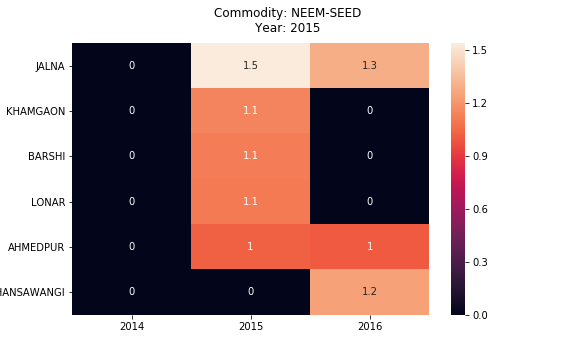 Commodity: NEEM-SEED
Year: 2015
JALNA 0 1.5 1.3
KHAMGAON 0 1.1 0
BARSHI 0 1.1 0
LONAR 0 1.1 0
AHMEDPUR 0 1 1
HANSAWANGI 0 0 1.2
2014 2015 2016
1.5
1.2
0.9
0.6
0.3
0.0